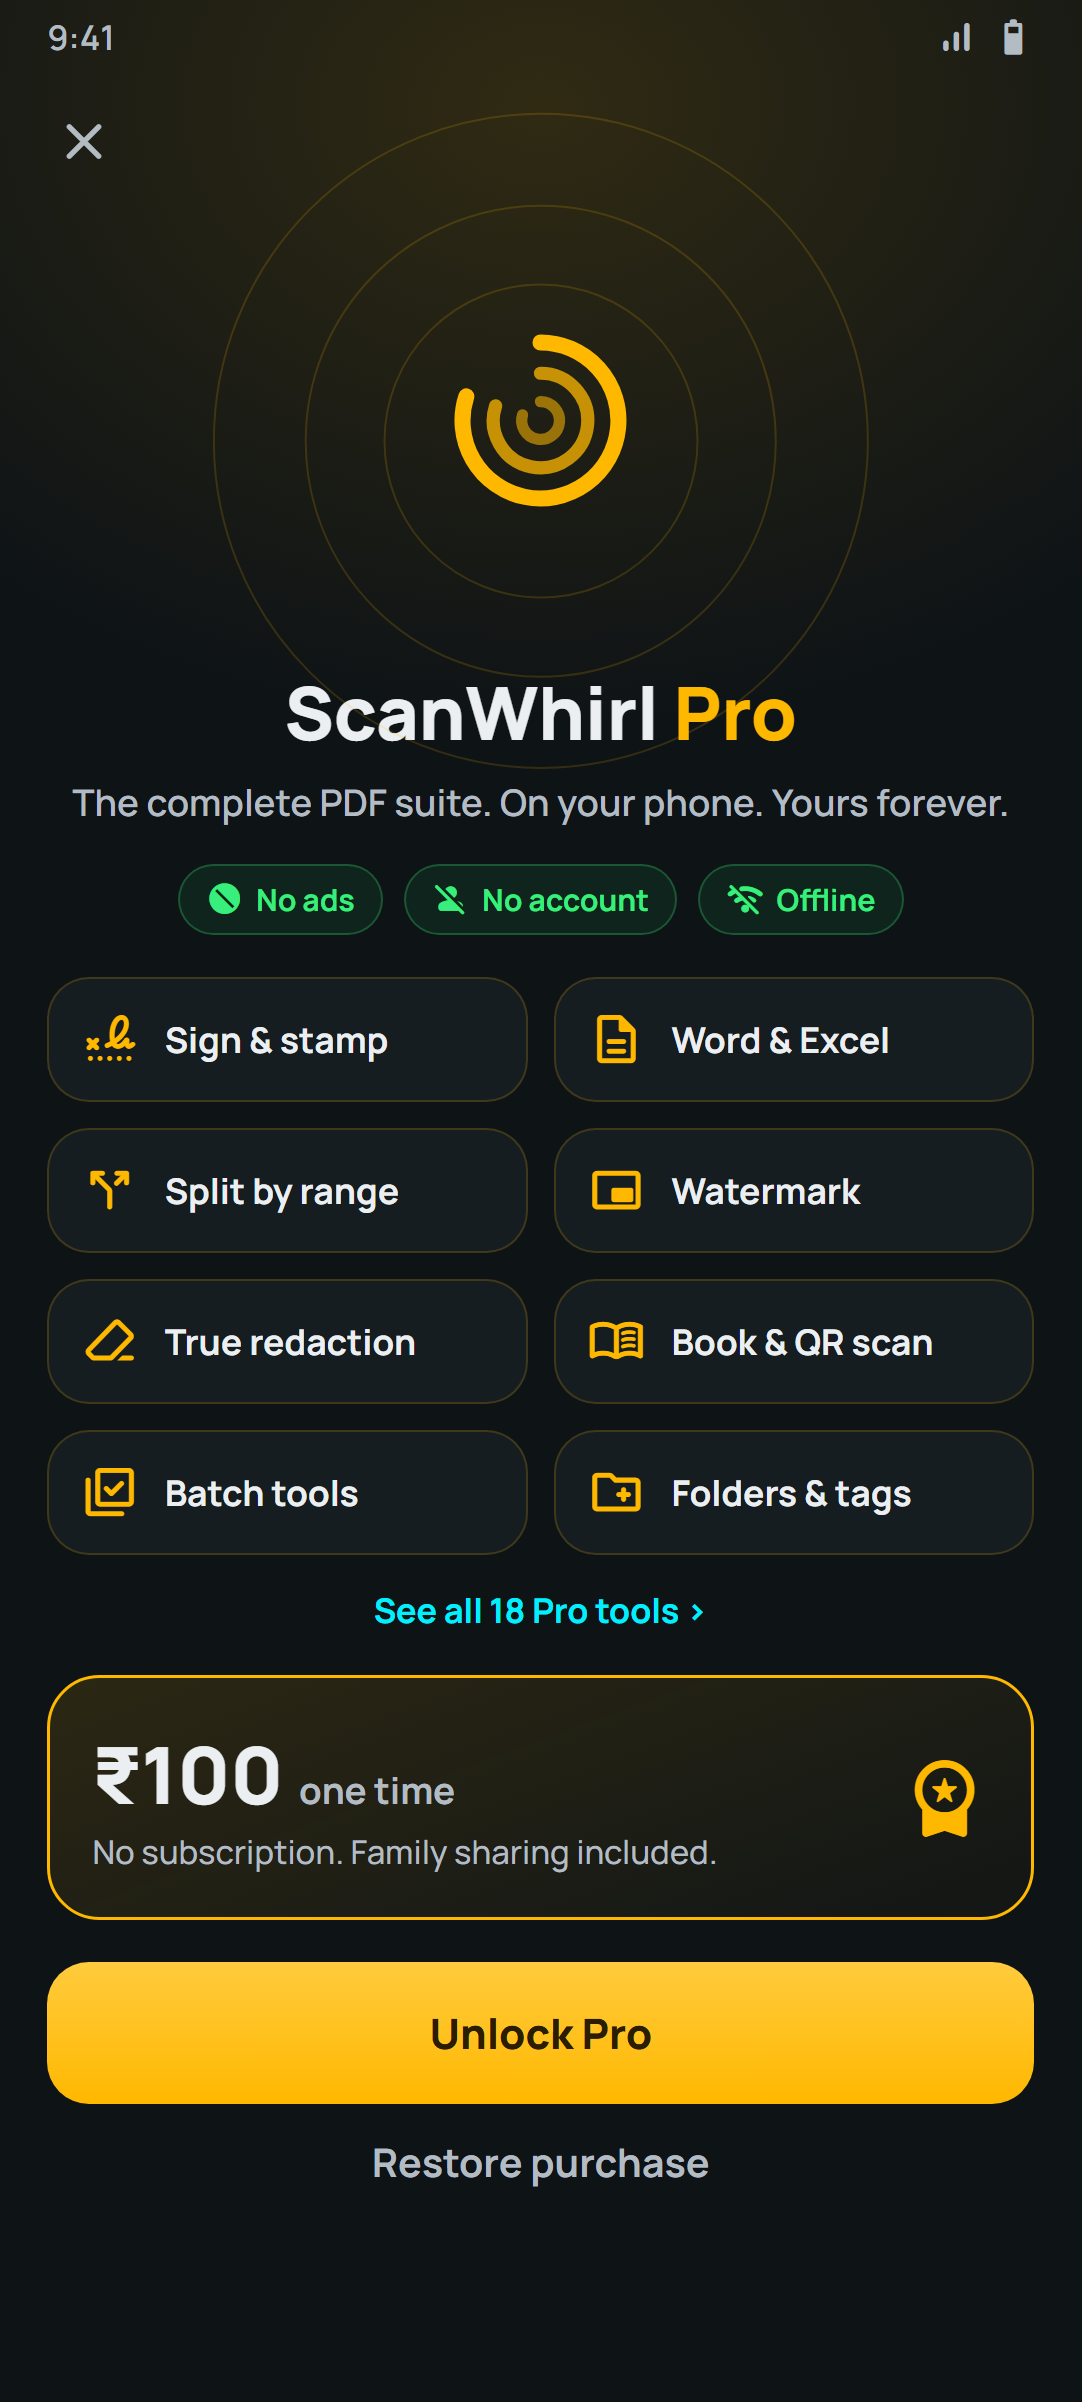 9:41
ScanWhirl Pro
The complete PDF suite. On your phone. Yours forever.
No ads
No account
Offline
Sign & stamp
Word & Excel
Split by range
Watermark
True redaction
Book & QR scan
Batch tools
Folders & tags
See all 18 Pro tools ›
₹100 one time
No subscription. Family sharing included.
Unlock Pro
Restore purchase